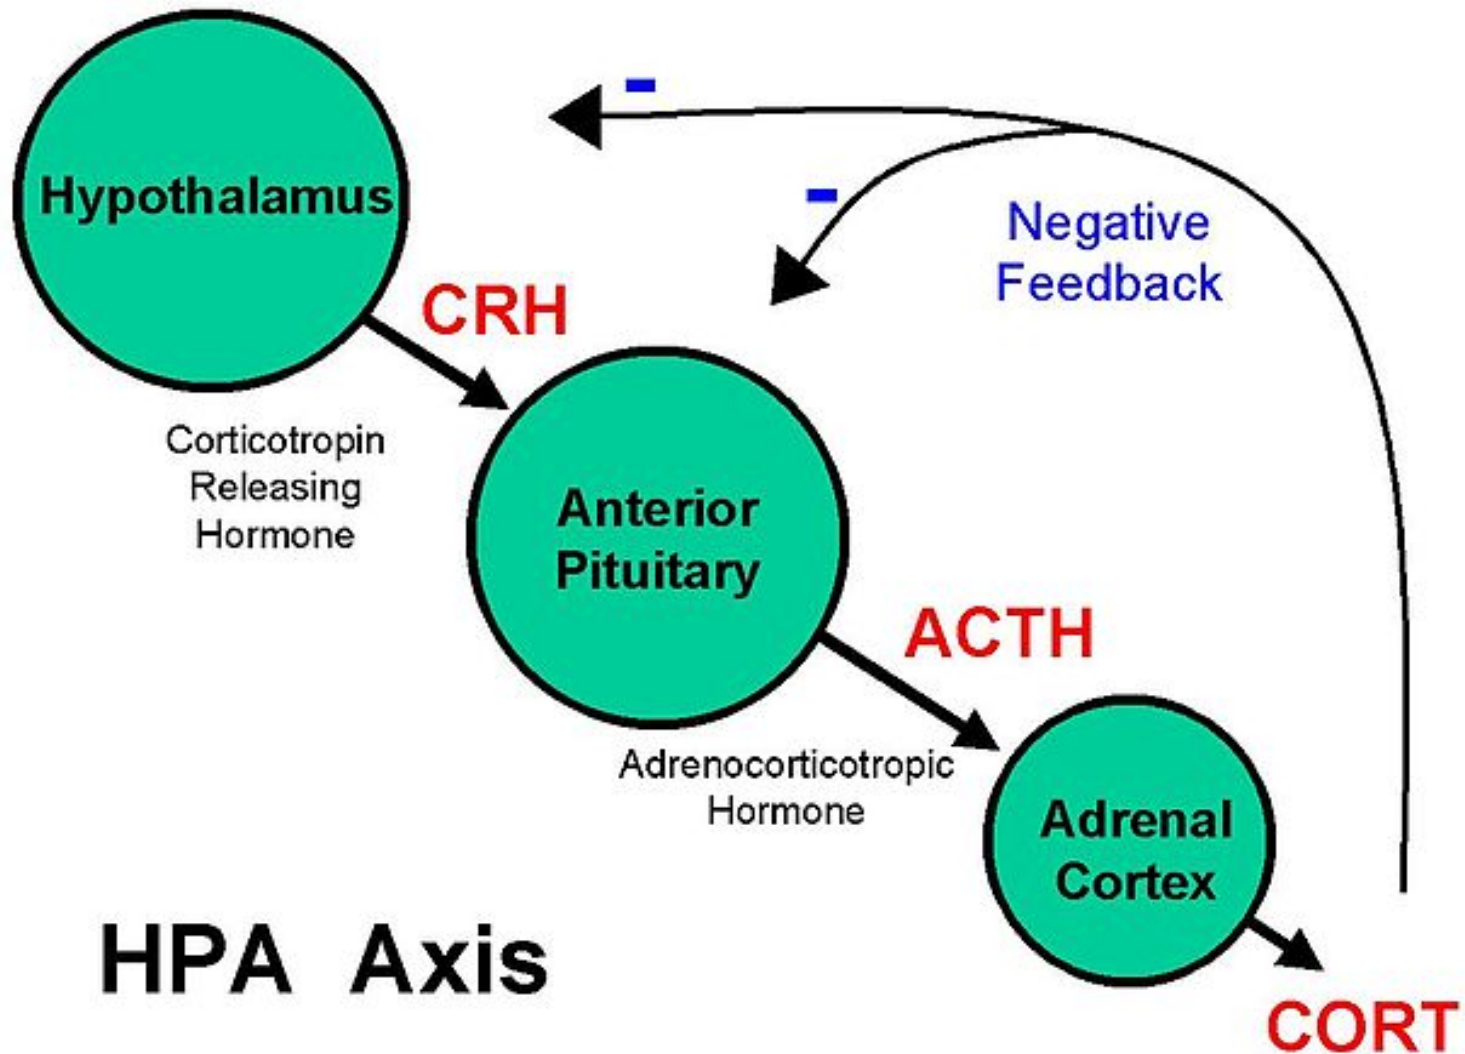 Hypothalamus
-
-
Negative
Feedback
CRH
Corticotropin
Releasing
Hormone
Anterior
Pituitary
ACTH
Adrenocorticotropic
Hormone
Adrenal
Cortex
HPA Axis
CORT